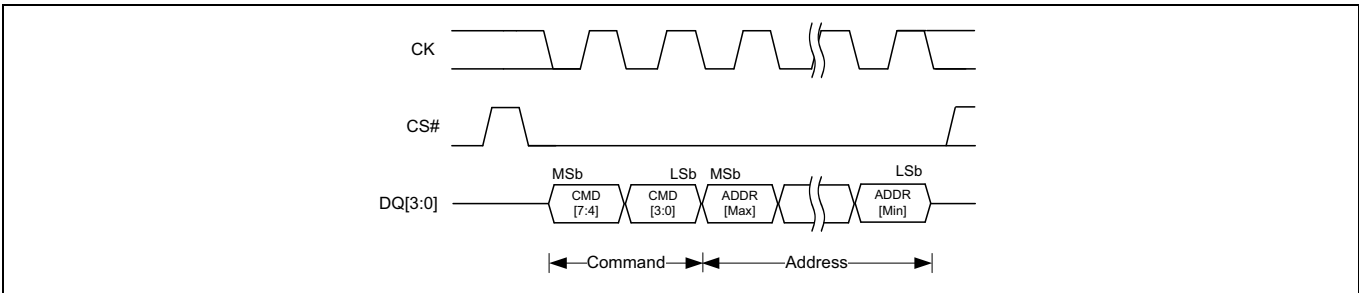 CK
CS#
MSb LSb MSb LSb
DQ[3:0] CMD [7:4] CMD [3:0] ADDR [Max] ADDR [Min]
Command Address